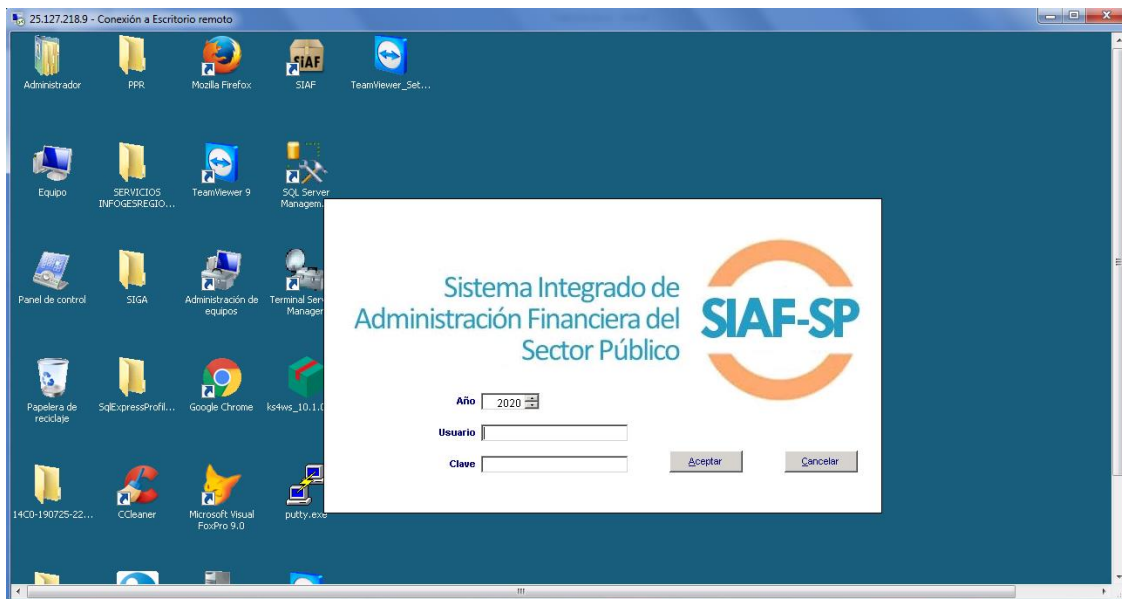 25.127.218.9 - Conexión a Escritorio remoto
Administrador
PPR
Mozilla Firefox
SIAF
SIAF
TeamViewer_Set...
Equipo
SERVICIOS
INFOGESREGIO...
TeamViewer 9
SQL Server
Managem
Panel de control
SIGA
Administración de
equipos
Terminal Serv
Manager
Papelera de
reciclaje
SqlExpressProfil...
Google Chrome
ks4ws_10.1.0
14C0-190725-22...
CCleaner
Microsoft Visual
FoxPro 9.0
putty.exe
Sistema Integrado de
Administración Financiera del
Sector Público
SIAF-SP
Año 2020
Usuario
Clave
Aceptar
Cancelar